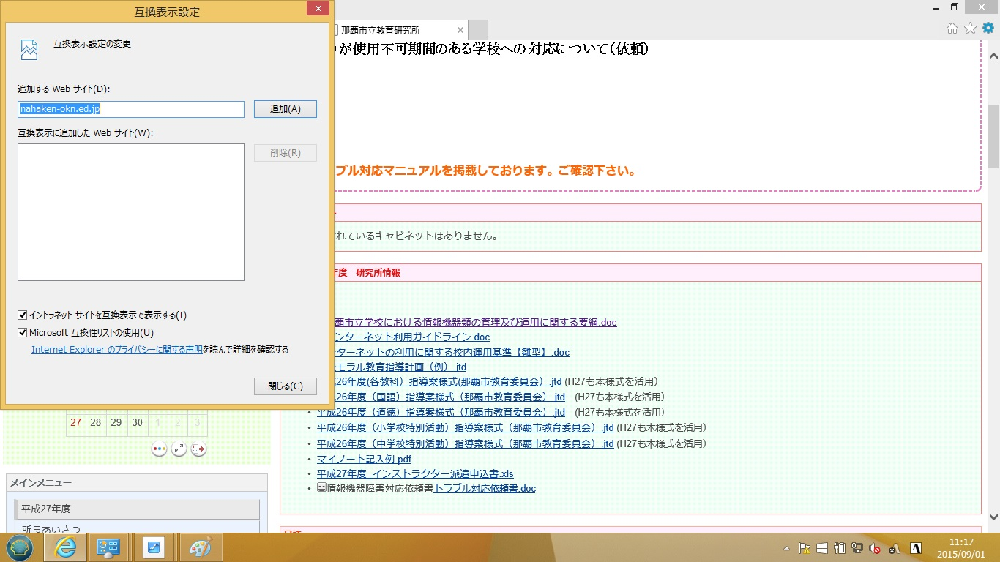 互換表示設定
互換表示設定の変更
追加する Web サイト(D):
nahaken-okn.ed.jp
追加(A)
互換表示に追加した Web サイト(W):
削除(R)
イントラネット サイトを互換表示で表示する(I)
Microsoft 互換性リストの使用(U)
Internet Explorer のプライバシーに関する声明を読んで詳細を確認する
閉じる(C)
那覇市立教育研究所
が使用不可期間のある学校への対応について(依頼)
ブル対応マニュアルを掲載しております。ご確認下さい。
れているキャビネットはありません。
年度 研究所情報
覇市立学校における情報機器類の管理及び運用に関する要綱.doc
ンターネット利用ガイドライン.doc
ターネットの利用に関する校内運用基準【雛型】.doc
モラル教育指導計画（例）.jtd
26年度(各教科）指導案様式(那覇市教育委員会）.jtd (H27も本様式を活用）
26年度（国語）指導案様式（那覇市教育委員会）.jtd (H27も本様式を活用）
・ 平成26年度（道徳）指導案様式（那覇市教育委員会）.jtd (H27も本様式を活用）
・ 平成26年度（小学校特別活動）指導案様式（那覇市教育委員会）.jtd (H27も本様式を活用）
・ 平成26年度（中学校特別活動）指導案様式（那覇市教育委員会）.jtd (H27も本様式を活用）
・ マイノート記入例.pdf
・ 平成27年度_インストラクター派遣申込書.xls
・ 情報機器障害対応依頼書トラブル対応依頼書.doc
27 28 29 30 1 2 3
メインメニュー
平成27年度
所長あいさつ
A
11:17
2015/09/01